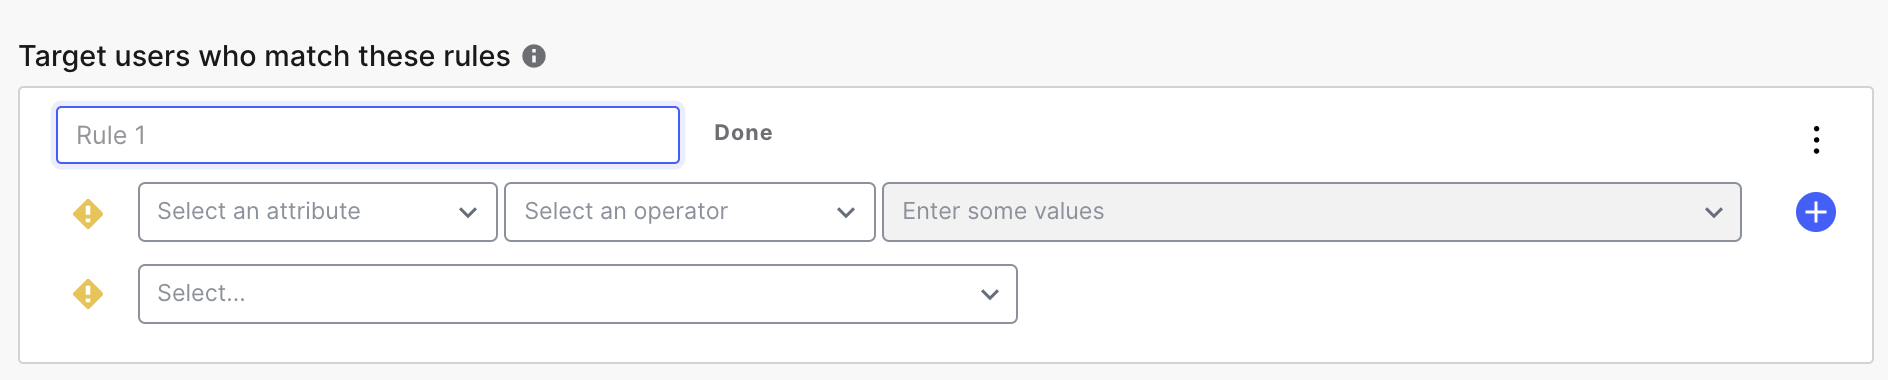 Target users who match these rules
Rule 1
Done
Select an attribute
Select an operator
Enter some values
Select...